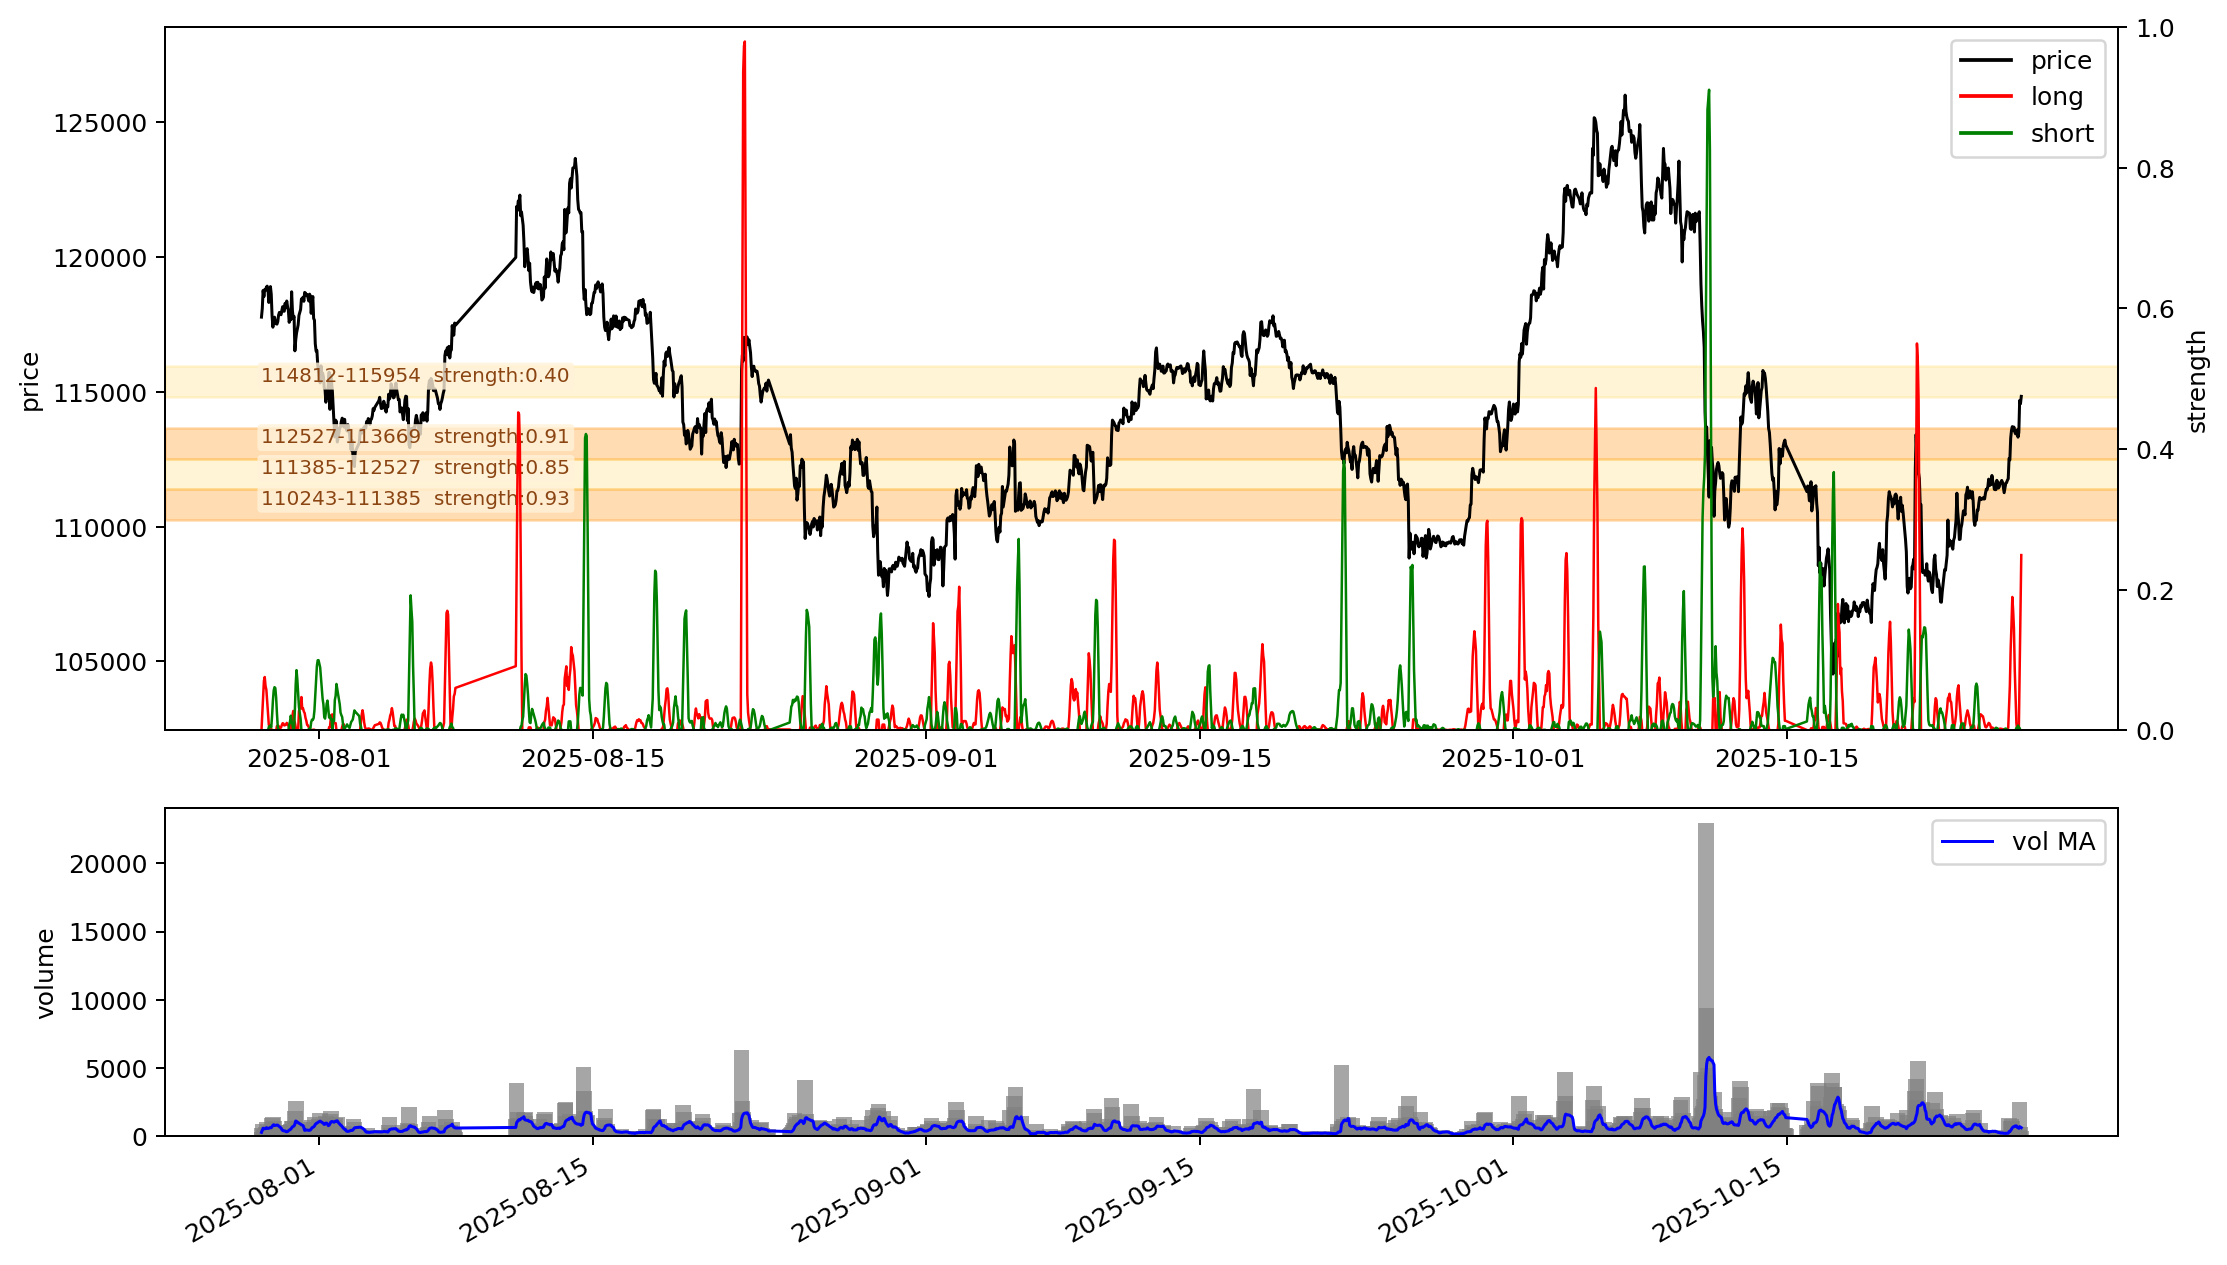 price
long
short
125000
120000
115000
110000
105000
price
1.0
0.8
0.6
0.4
0.2
0.0
strength
114812-115954  strength:0.40
112527-113669  strength:0.91
111385-112527  strength:0.85
110243-111385  strength:0.93
2025-08-01
2025-08-15
2025-09-01
2025-09-15
2025-10-01
2025-10-15
vol MA
20000
15000
10000
5000
0
volume
2025-08-01
2025-08-15
2025-09-01
2025-09-15
2025-10-01
2025-10-15